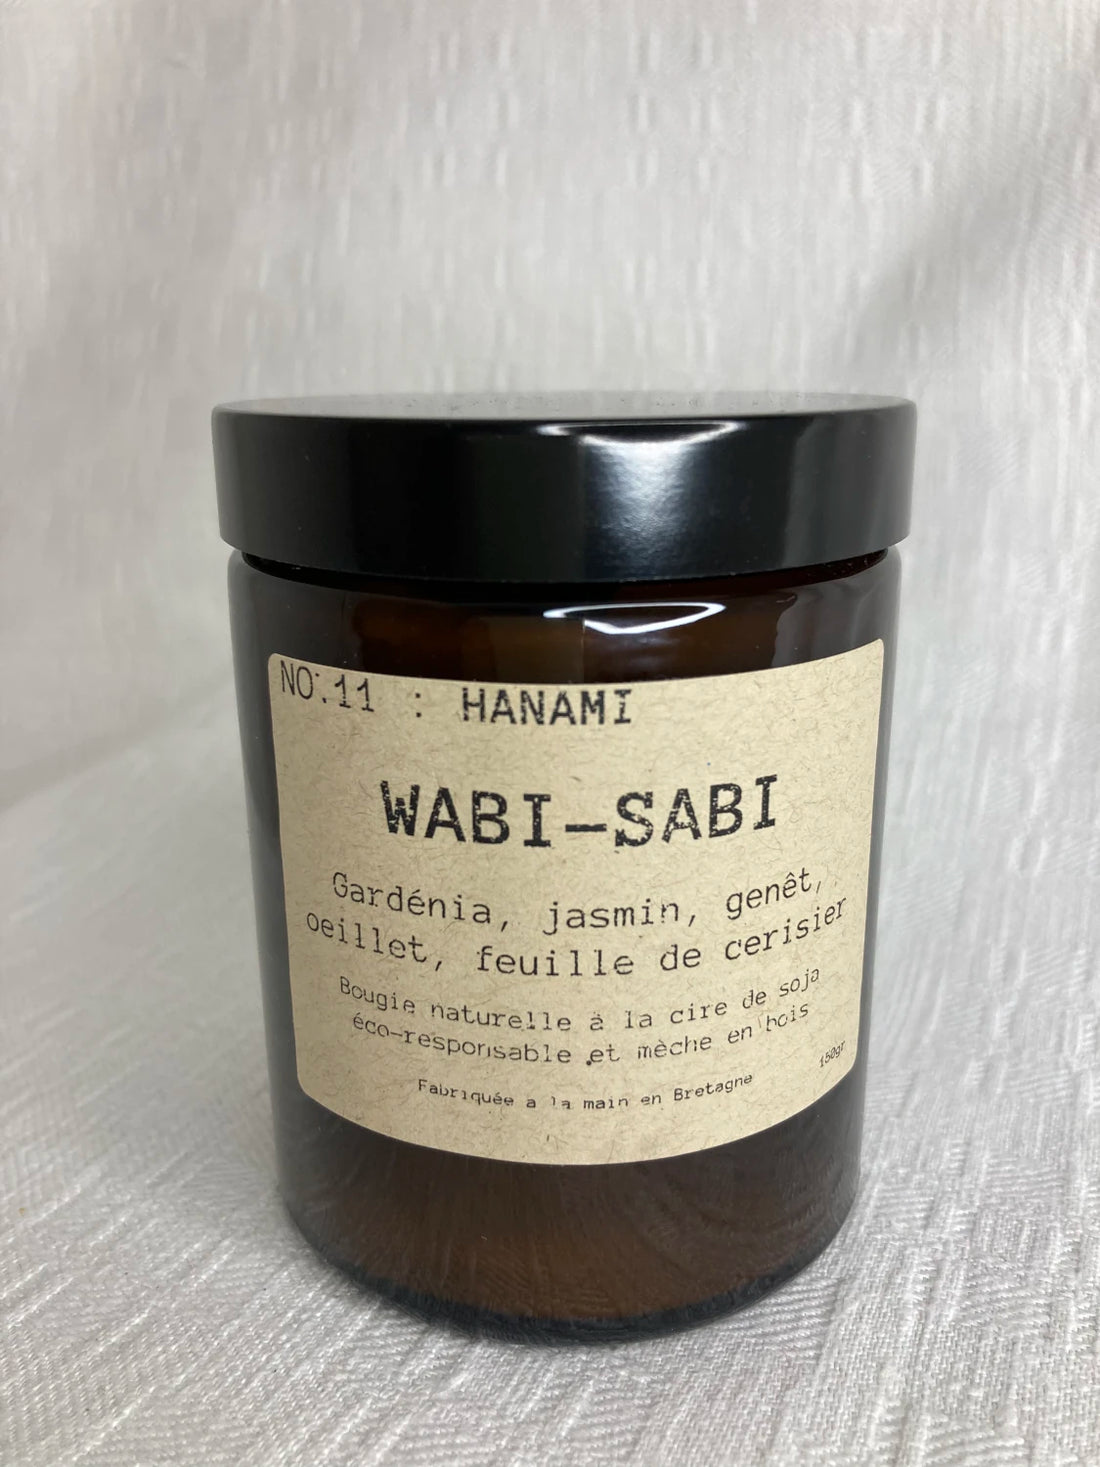 NO.11 : HANAMI
WABI-SABI
Gardénia, jasmin, genêt,
oeillet, feuille de cerisier
Bougie naturelle à la cire de soja
éco-responsable et mèche en bois
150gr
Fabriquée a la main en Bretagne